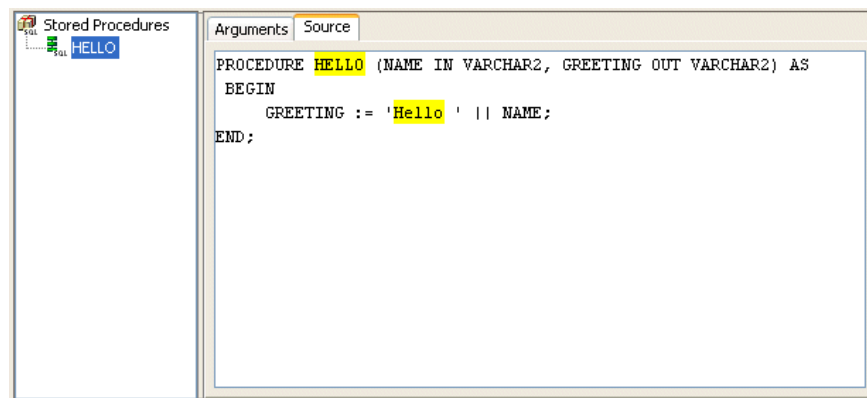 Stored Procedures
HELLO
Arguments Source
PROCEDURE HELLO (NAME IN VARCHAR2, GREETING OUT VARCHAR2) AS
BEGIN
GREETING := 'Hello ' || NAME;
END;